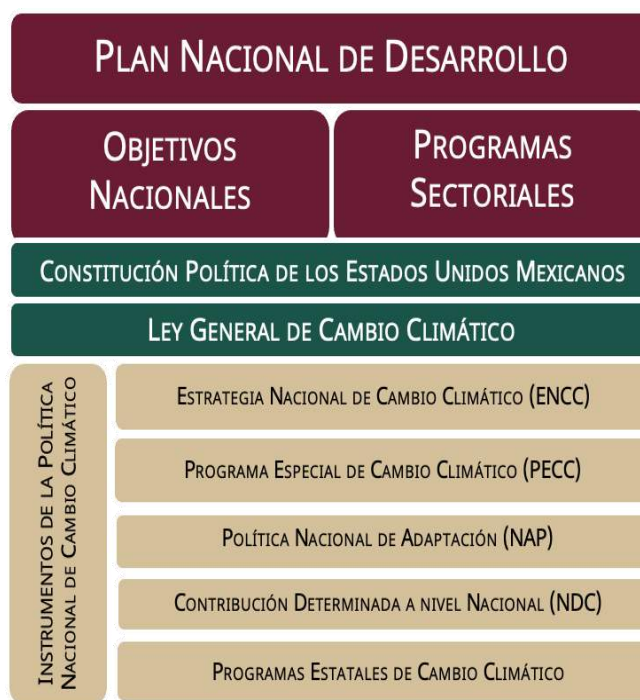 PLAN NACIONAL DE DESARROLLO
OBJETIVOS
NACIONALES
PROGRAMAS
SECTORIALES
CONSTITUCIÓN POLÍTICA DE LOS ESTADOS UNIDOS MEXICANOS
LEY GENERAL DE CAMBIO CLIMÁTICO
INSTRUMENTOS DE LA POLÍTICA
NACIONAL DE CAMBIO CLIMÁTICO
ESTRATEGIA NACIONAL DE CAMBIO CLIMÁTICO (ENCC)
PROGRAMA ESPECIAL DE CAMBIO CLIMÁTICO (PECC)
POLÍTICA NACIONAL DE ADAPTACIÓN (NAP)
CONTRIBUCIÓN DETERMINADA A NIVEL NACIONAL (NDC)
PROGRAMAS ESTATALES DE CAMBIO CLIMÁTICO